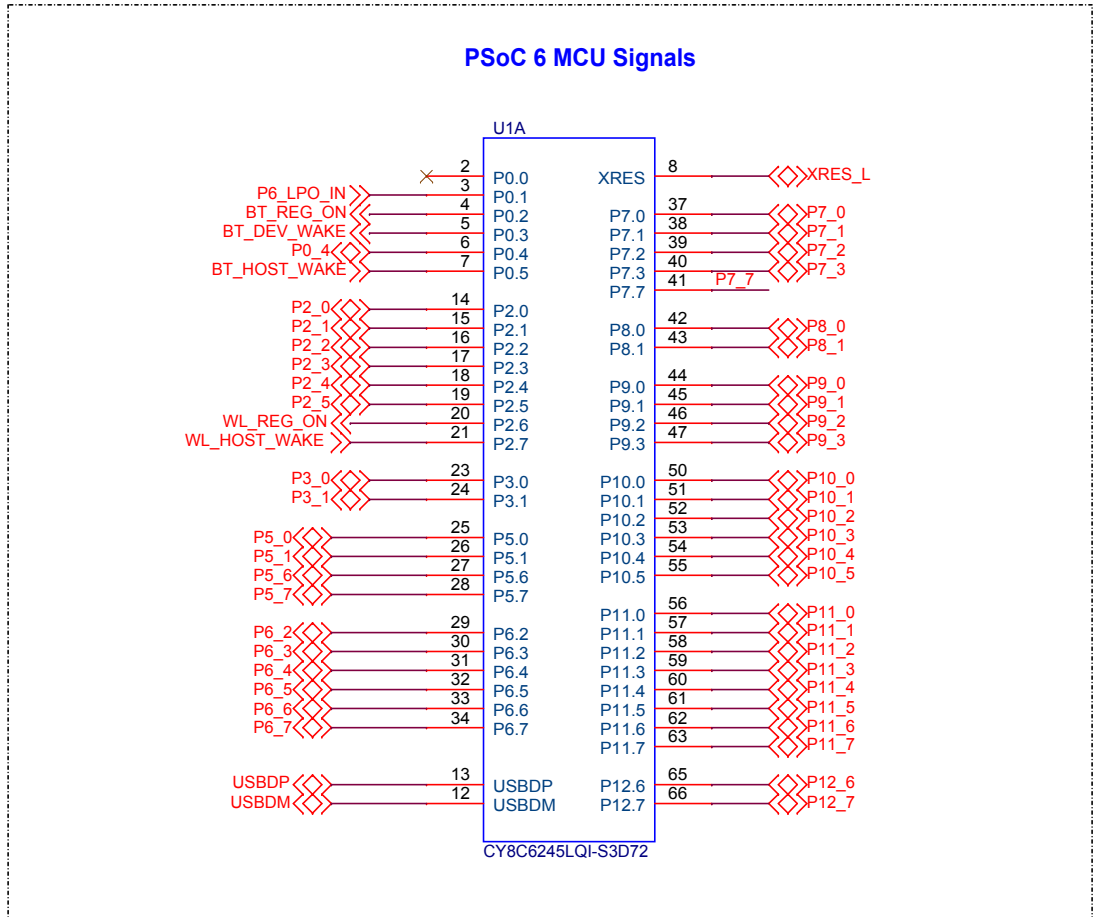 PSoC 6 MCU Signals
U1A
2 P0.0 XRES 8 XRES_L
P6_LPO_IN 3 P0.1
BT_REG_ON 4 P0.2 P7.0 37 P7_0
BT_DEV_WAKE 5 P0.3 P7.1 38 P7_1
P0_4 6 P0.4 P7.2 39 P7_2
BT_HOST_WAKE 7 P0.5 P7.3 40 P7_3
P7.7 41 P7_7
P2_0 14 P2.0
P2_1 15 P2.1 P8.0 42 P8_0
P2_2 16 P2.2 P8.1 43 P8_1
P2_3 17 P2.3
P2_4 18 P2.4 P9.0 44 P9_0
P2_5 19 P2.5 P9.1 45 P9_1
WL_REG_ON 20 P2.6 P9.2 46 P9_2
WL_HOST_WAKE 21 P2.7 P9.3 47 P9_3
P3_0 23 P3.0 P10.0 50 P10_0
P3_1 24 P3.1 P10.1 51 P10_1
P10.2 52 P10_2
P5_0 25 P5.0 P10.3 53 P10_3
P5_1 26 P5.1 P10.4 54 P10_4
P5_6 27 P5.6 P10.5 55 P10_5
P5_7 28 P5.7
P11.0 56 P11_0
P6_2 29 P6.2 P11.1 57 P11_1
P6_3 30 P6.3 P11.2 58 P11_2
P6_4 31 P6.4 P11.3 59 P11_3
P6_5 32 P6.5 P11.4 60 P11_4
P6_6 33 P6.6 P11.5 61 P11_5
P6_7 34 P6.7 P11.6 62 P11_6
P11.7 63 P11_7
USBDP 13 USBDP P12.6 65 P12_6
USBDM 12 USBDM P12.7 66 P12_7
CY8C6245LQI-S3D72